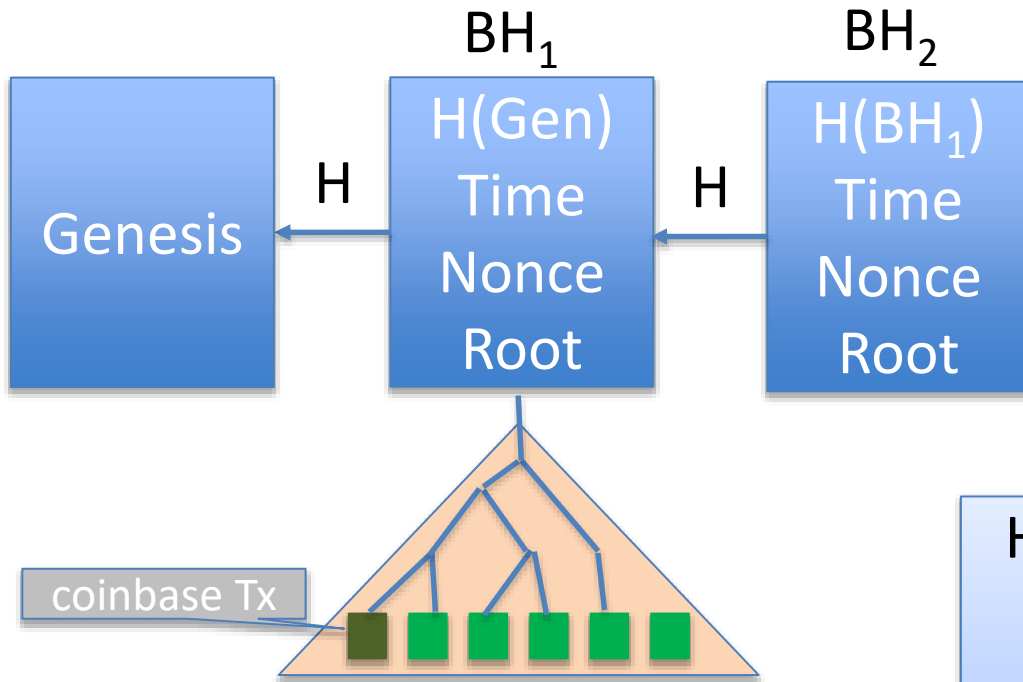 BH₁
BH₂
Genesis
H
H(Gen)
Time
Nonce
Root
H
H(BH₁)
Time
Nonce
Root
coinbase Tx
H